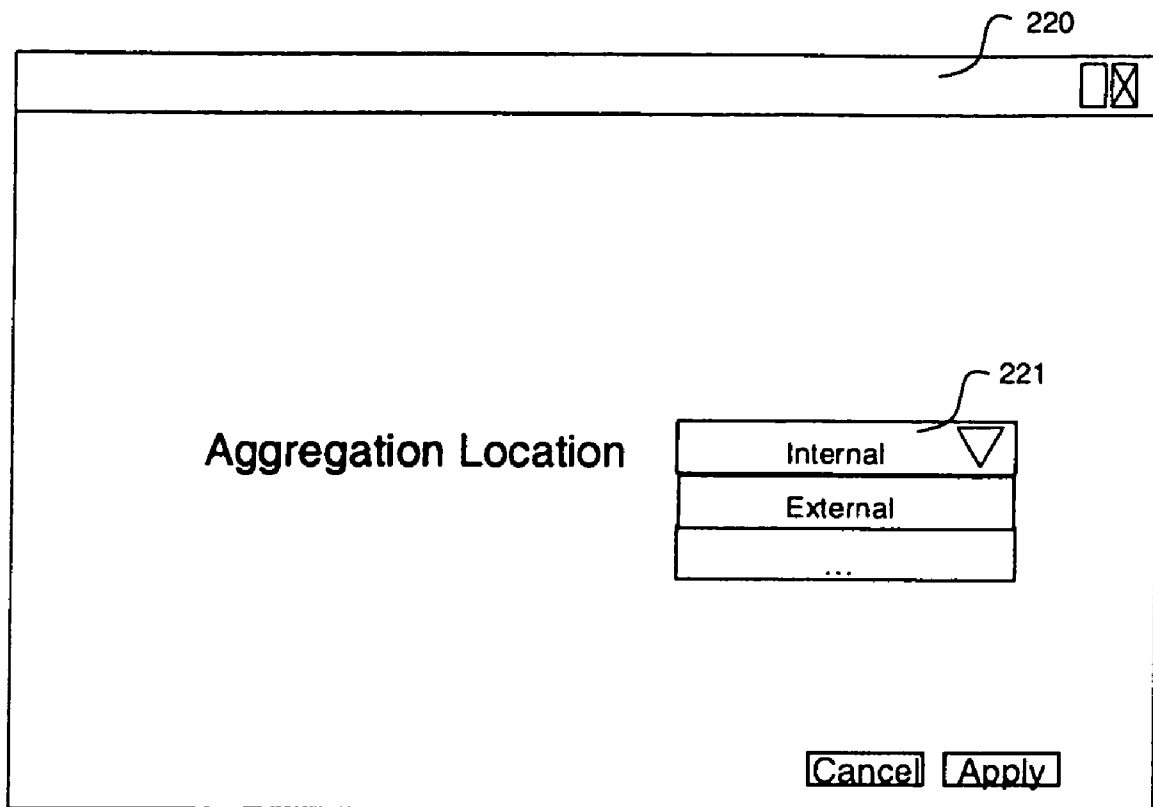 220
221
Aggregation Location
Internal
External
...
Cancel Apply